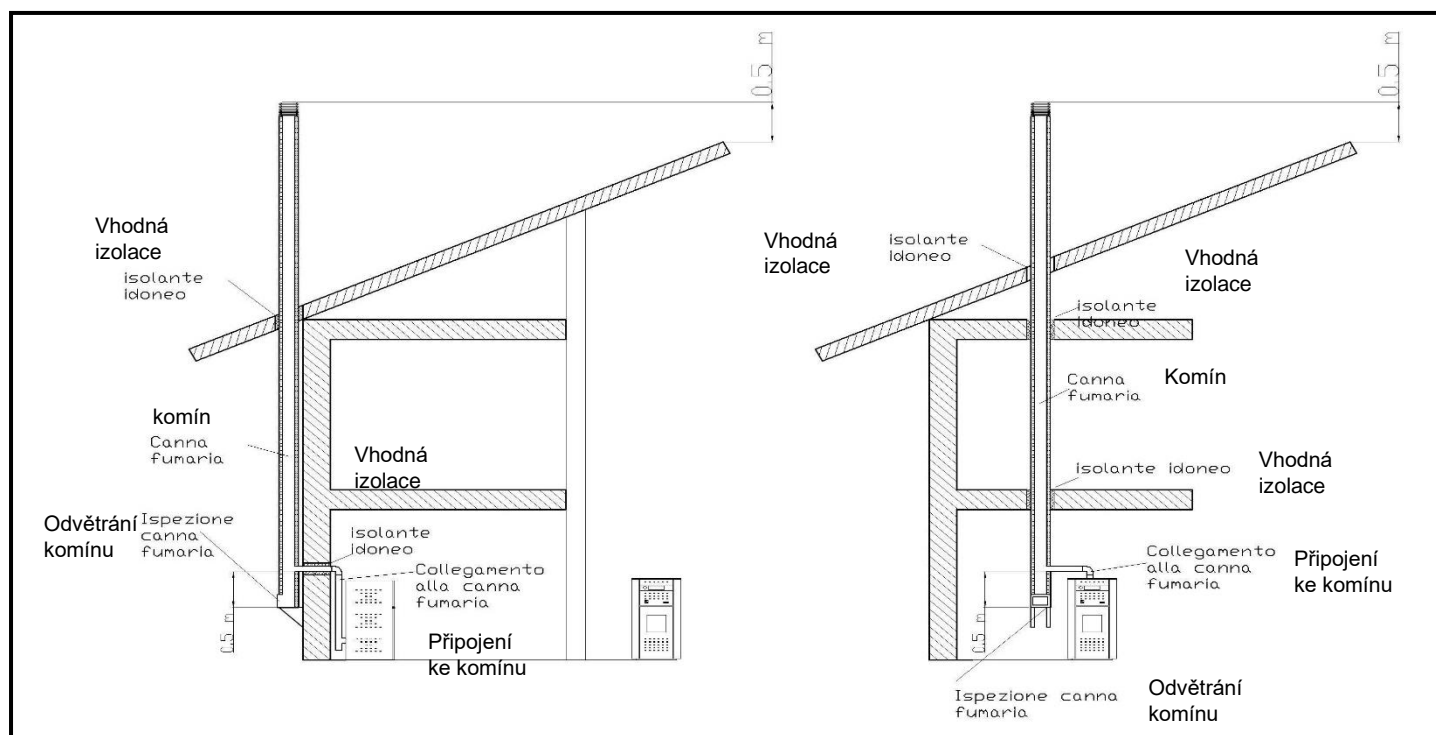 0.5 m
Vhodná
izolace
isolante
idoneo
komín
Canna
fumaria
Vhodná
izolace
Odvětrání
komínu
Ispezione
canna
fumaria
isolante
idoneo
Collegamento
alla canna
fumaria
0.5 m
Připojení
ke komínu
0.5 m
Vhodná
izolace
isolante
idoneo
Vhodná
izolace
isolante
idoneo
Canna
fumaria
Komín
isolante idoneo
Vhodná
izolace
Collegamento
alla canna
fumaria
Připojení
ke komínu
0.5 m
Ispezione canna
fumaria
Odvětrání
komínu